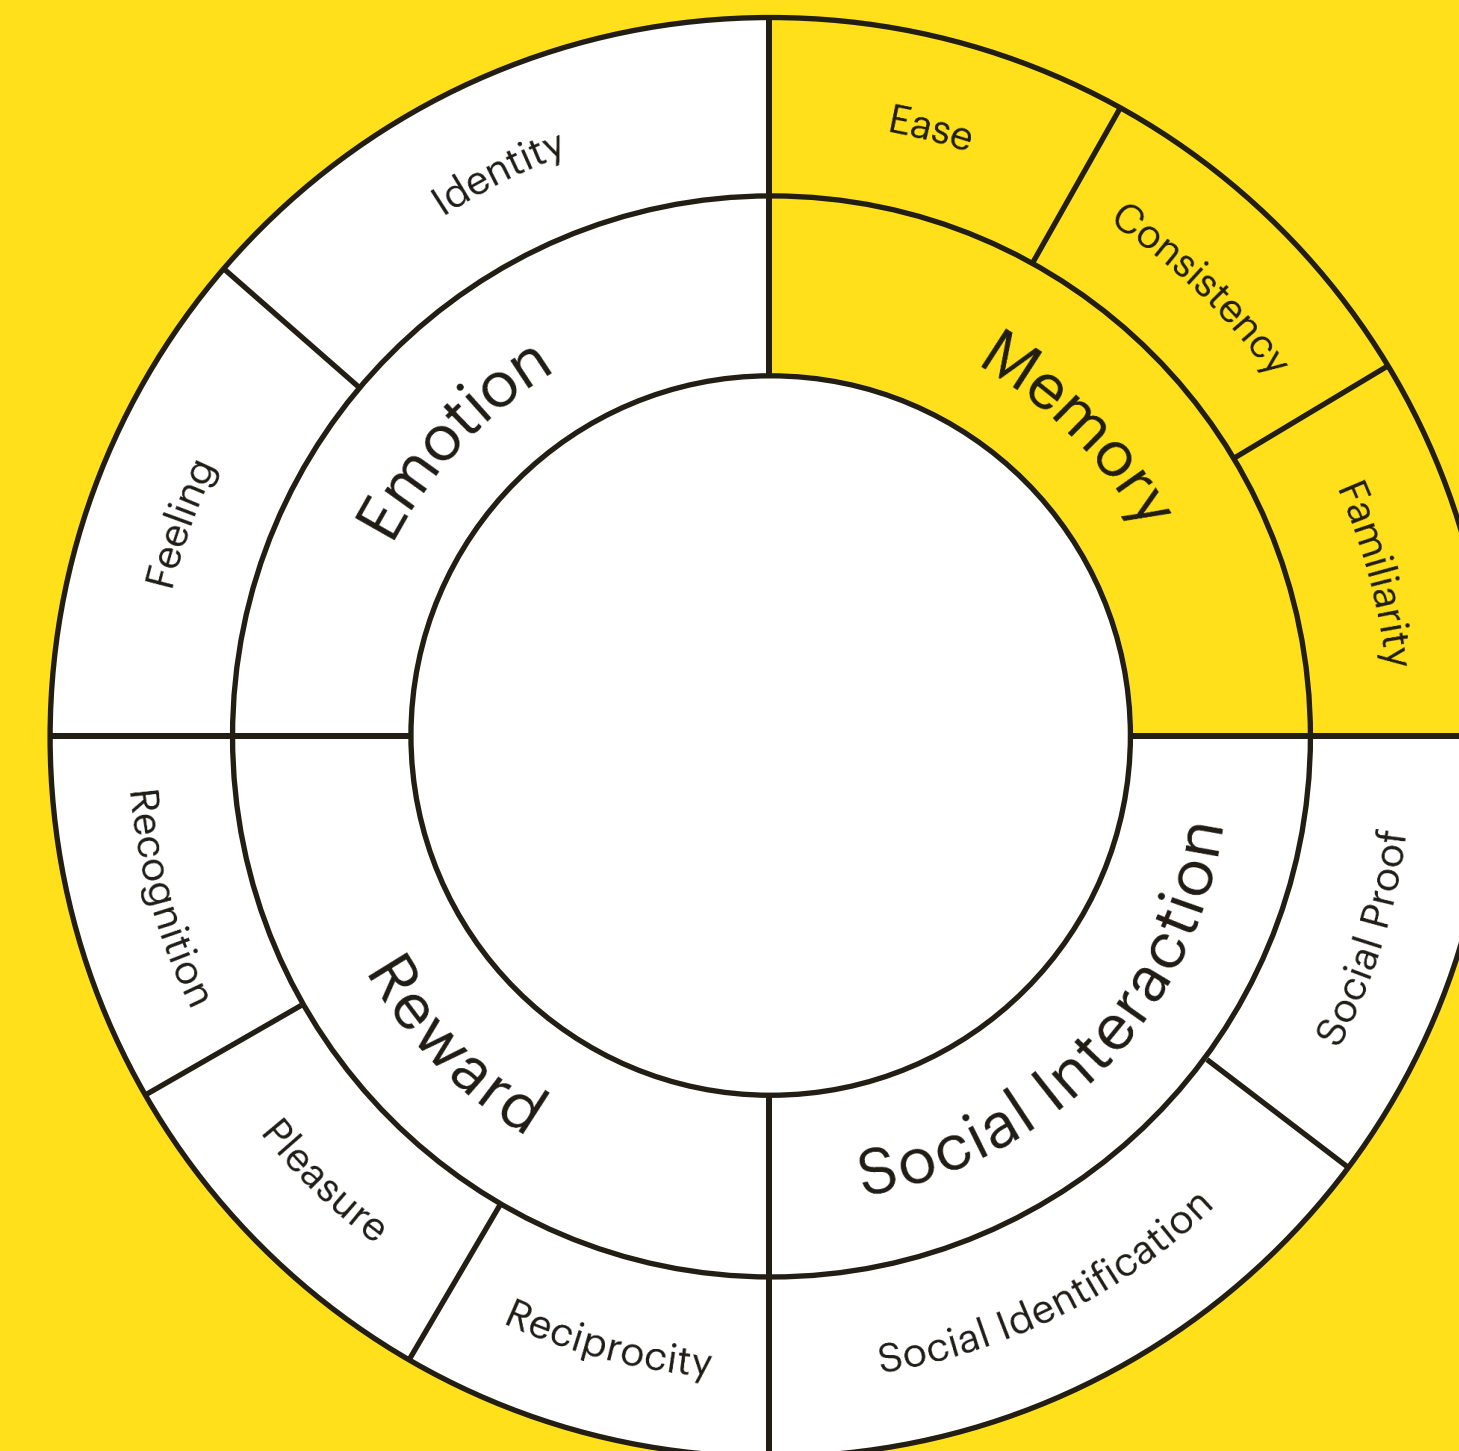 Identity
Ease
Consistency
Familiarity
Feeling
Emotion
Memory
Recognition
Reward
Social Interaction
Social Proof
Pleasure
Reciprocity
Social Identification